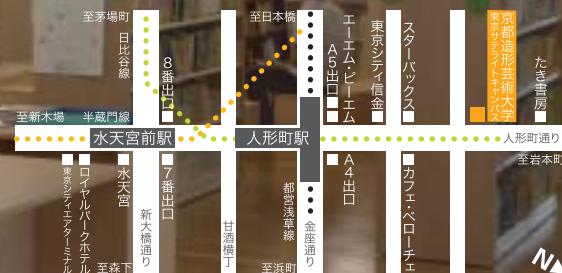 至茅場町
日比谷線
8番出口
至日本橋
A5出口
エーエム・ピーエム
東京シティ信金
スターバックス
京都造形芸術大学
東京サテライトキャンパス
たき書房
至新木場
半蔵門線
水天宮前駅
人形町駅
人形町通り
至岩本町
東京シティエアターミナル
ロイヤルパークホテル
水天宮
新大橋通り
7番出口
甘酒横丁
都営浅草線
金座通り
A4出口
カフェ・ベローチェ
至森下
至浜町
N